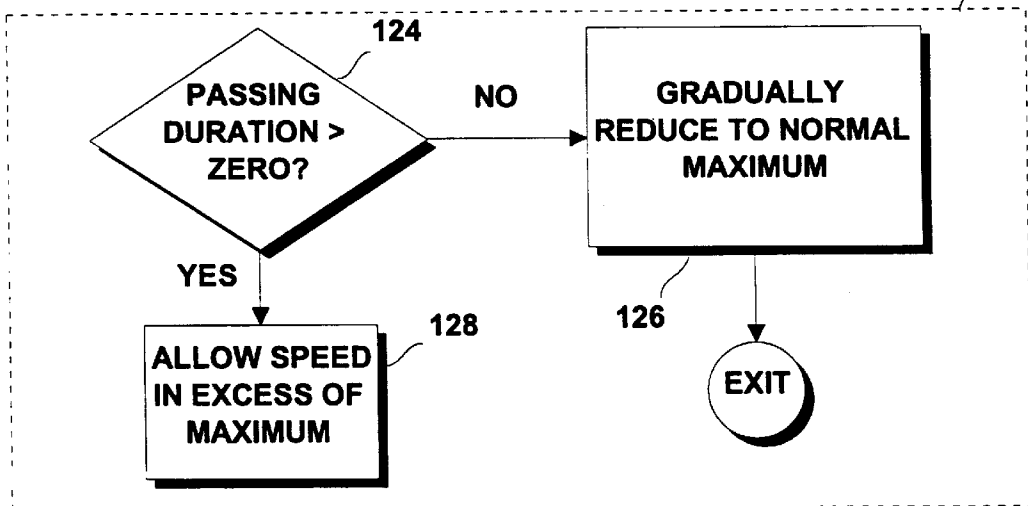 124
PASSING
DURATION >
ZERO?
NO
GRADUALLY
REDUCE TO NORMAL
MAXIMUM
YES
126
128
ALLOW SPEED
IN EXCESS OF
MAXIMUM
EXIT